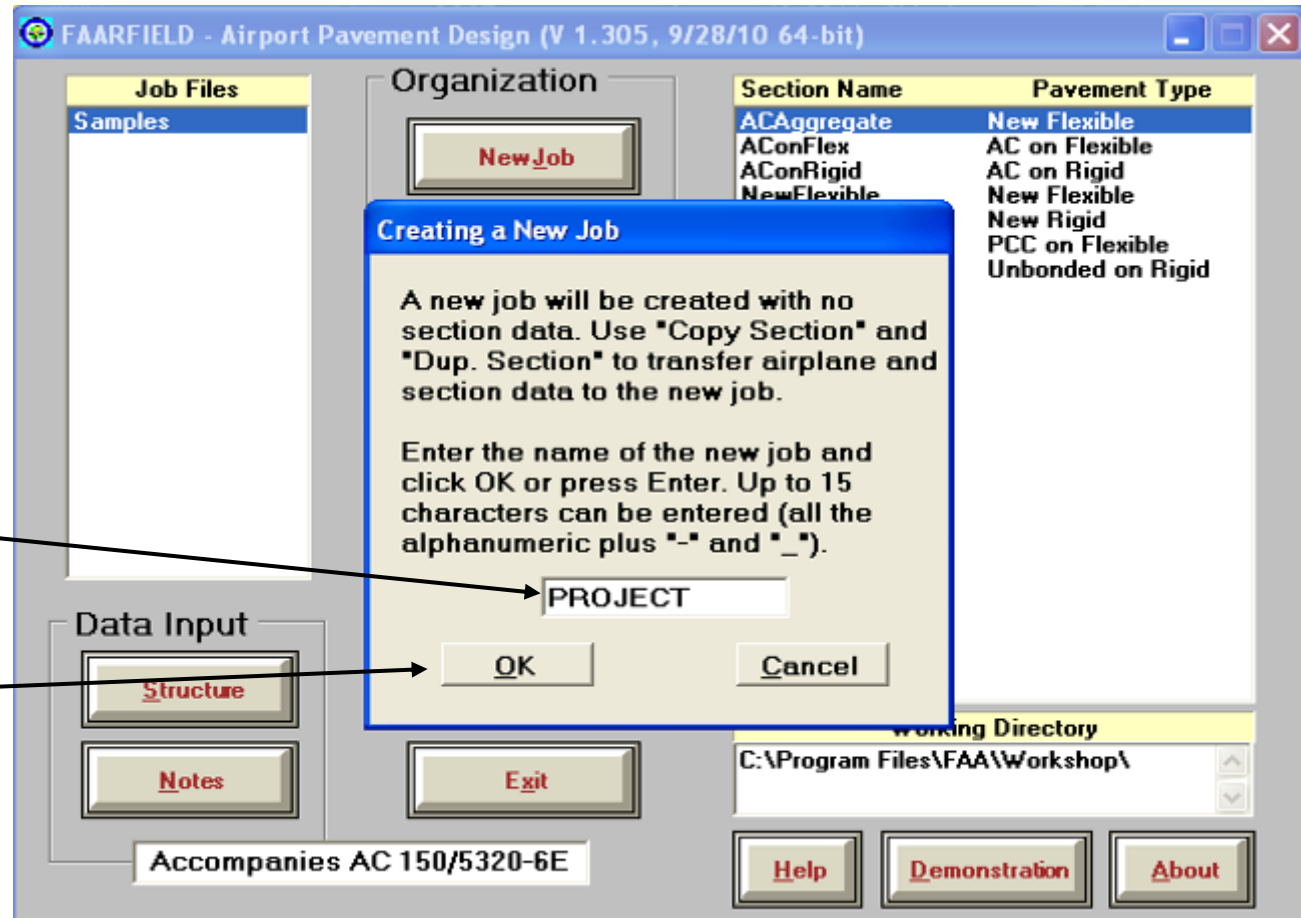 FAARFIELD - Airport Pavement Design (V 1.305, 9/28/10 64-bit)
Job Files
Samples
Organization
New Job
Section Name Pavement Type
ACAggregate New Flexible
AConFlex AC on Flexible
AConRigid AC on Rigid
NewFlexible New Flexible
New Rigid
PCC on Flexible
Unbonded on Rigid
Creating a New Job
A new job will be created with no
section data. Use "Copy Section" and
"Dup. Section" to transfer airplane and
section data to the new job.
Enter the name of the new job and
click OK or press Enter. Up to 15
characters can be entered (all the
alphanumeric plus "-" and "_").
PROJECT
OK Cancel
Data Input
Structure
Notes
Exit
Working Directory
C:\Program Files\FAA\Workshop\
Accompanies AC 150/5320-6E
Help Demonstration About